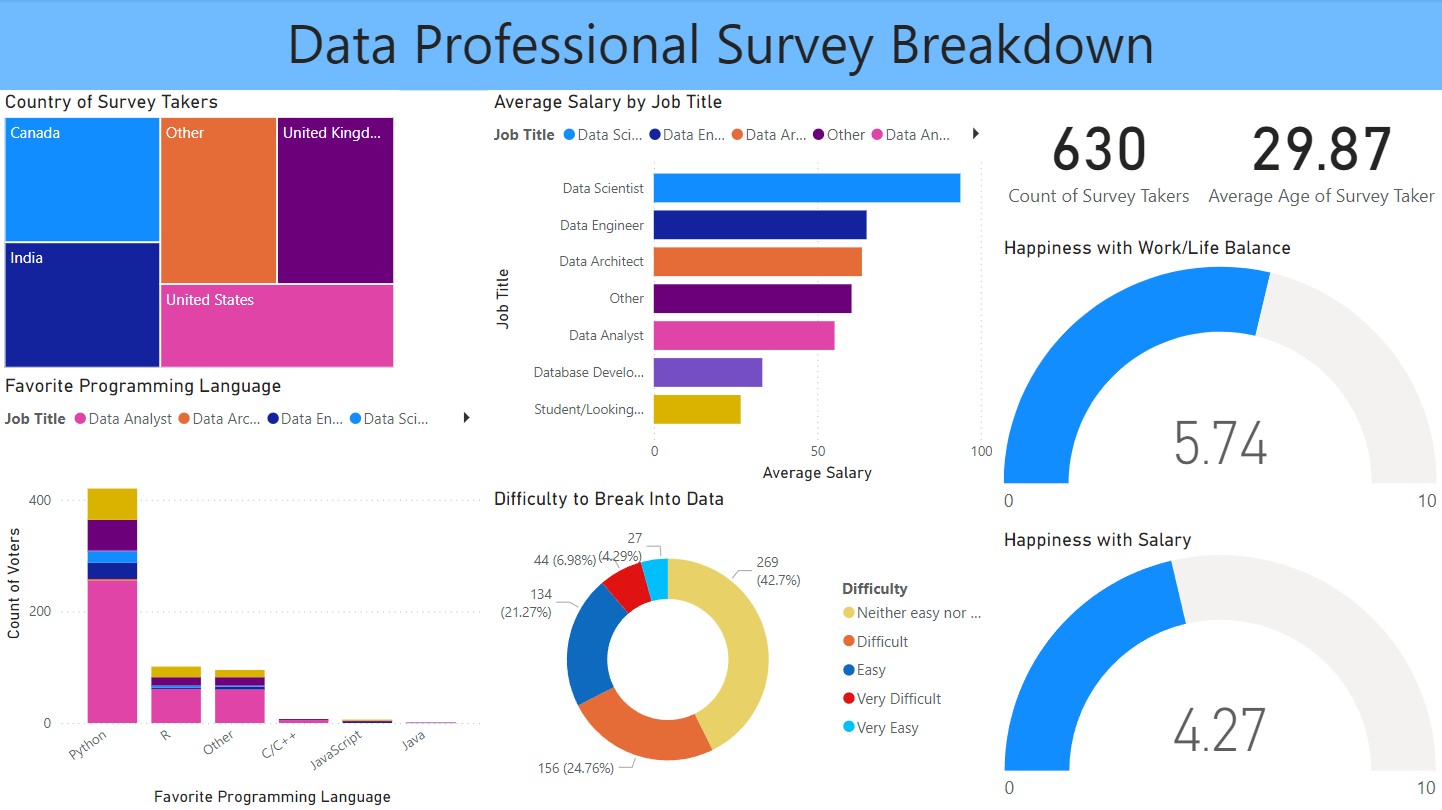 Data Professional Survey Breakdown
Country of Survey Takers
Canada
Other
United Kingd...
India
United States
Favorite Programming Language
Job Title Data Analyst Data Arc... Data En... Data Sci...
Count of Voters
400
200
0
Python
R
Other
C/C++
JavaScript
Java
Favorite Programming Language
Average Salary by Job Title
Job Title Data Sci... Data En... Data Ar... Other Data An...
Job Title
Data Scientist
Data Engineer
Data Architect
Other
Data Analyst
Database Develo...
Student/Looking...
0
50
100
Average Salary
Difficulty to Break Into Data
27
(4.29%)
44 (6.98%)
134
(21.27%)
156 (24.76%)
269
(42.7%)
Difficulty
Neither easy nor ...
Difficult
Easy
Very Difficult
Very Easy
630
Count of Survey Takers
29.87
Average Age of Survey Taker
Happiness with Work/Life Balance
5.74
0
10
Happiness with Salary
4.27
0
10